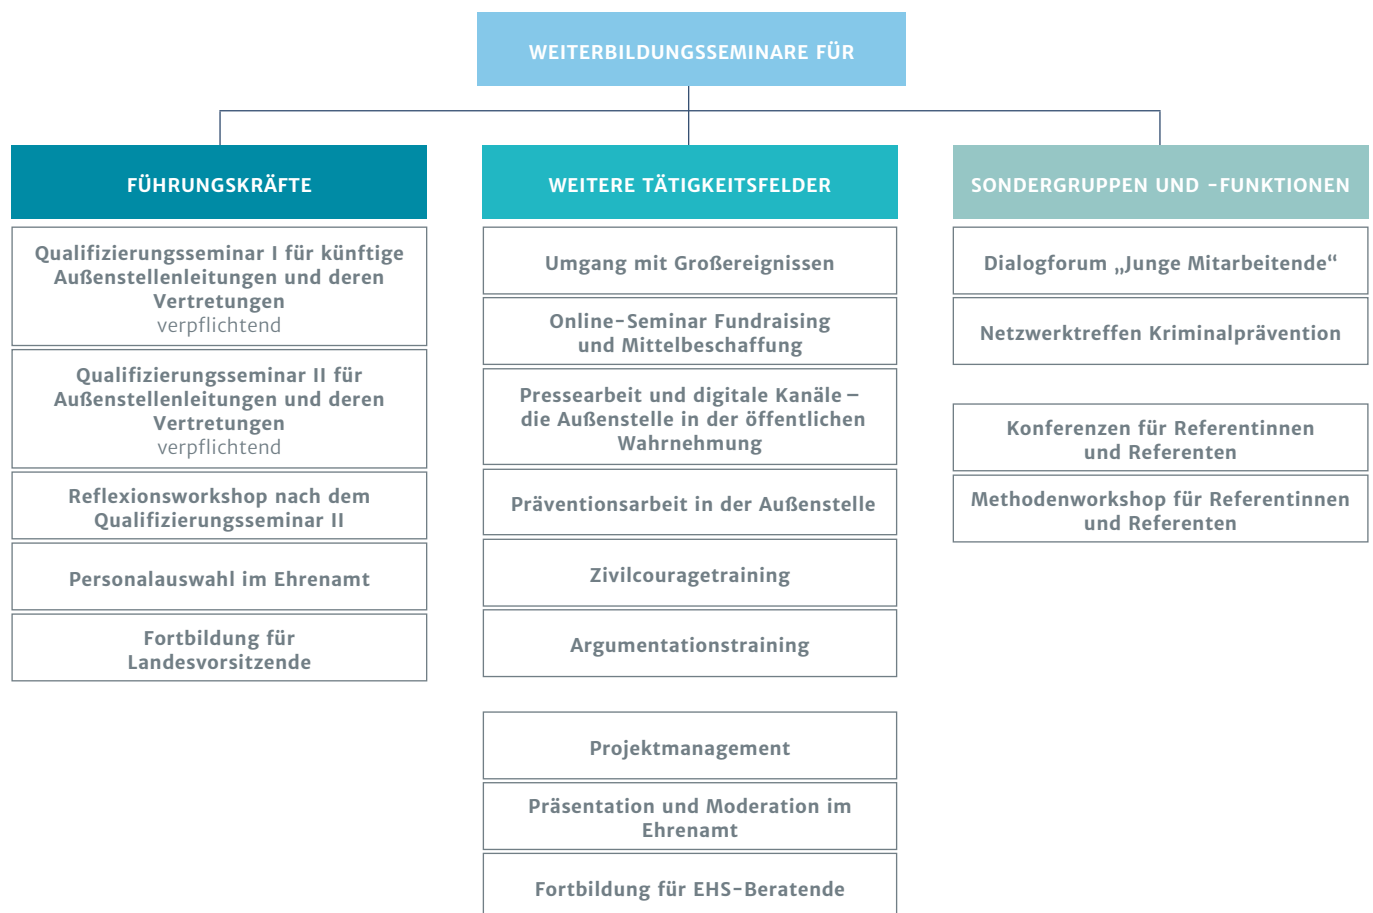 WEITERBILDUNGSSEMINARE FÜR
FÜHRUNGSKRÄFTE
Qualifizierungsseminar I für künftige
Außenstellenleitungen und deren
Vertretungen
verpflichtend
Qualifizierungsseminar II für
Außenstellenleitungen und deren
Vertretungen
verpflichtend
Reflexionsworkshop nach dem
Qualifizierungsseminar II
Personalauswahl im Ehrenamt
Fortbildung für
Landesvorsitzende
WEITERE TÄTIGKEITSFELDER
Umgang mit Großereignissen
Online-Seminar Fundraising
und Mittelbeschaffung
Pressearbeit und digitale Kanäle –
die Außenstelle in der öffentlichen
Wahrnehmung
Präventionsarbeit in der Außenstelle
Zivilcouragetraining
Argumentationstraining
Projektmanagement
Präsentation und Moderation im
Ehrenamt
Fortbildung für EHS-Beratende
SONDERGRUPPEN UND -FUNKTIONEN
Dialogforum „Junge Mitarbeitende“
Netzwerktreffen Kriminalprävention
Konferenzen für Referentinnen
und Referenten
Methodenworkshop für Referentinnen
und Referenten